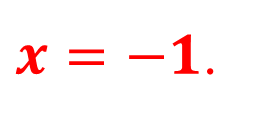 x = −1.